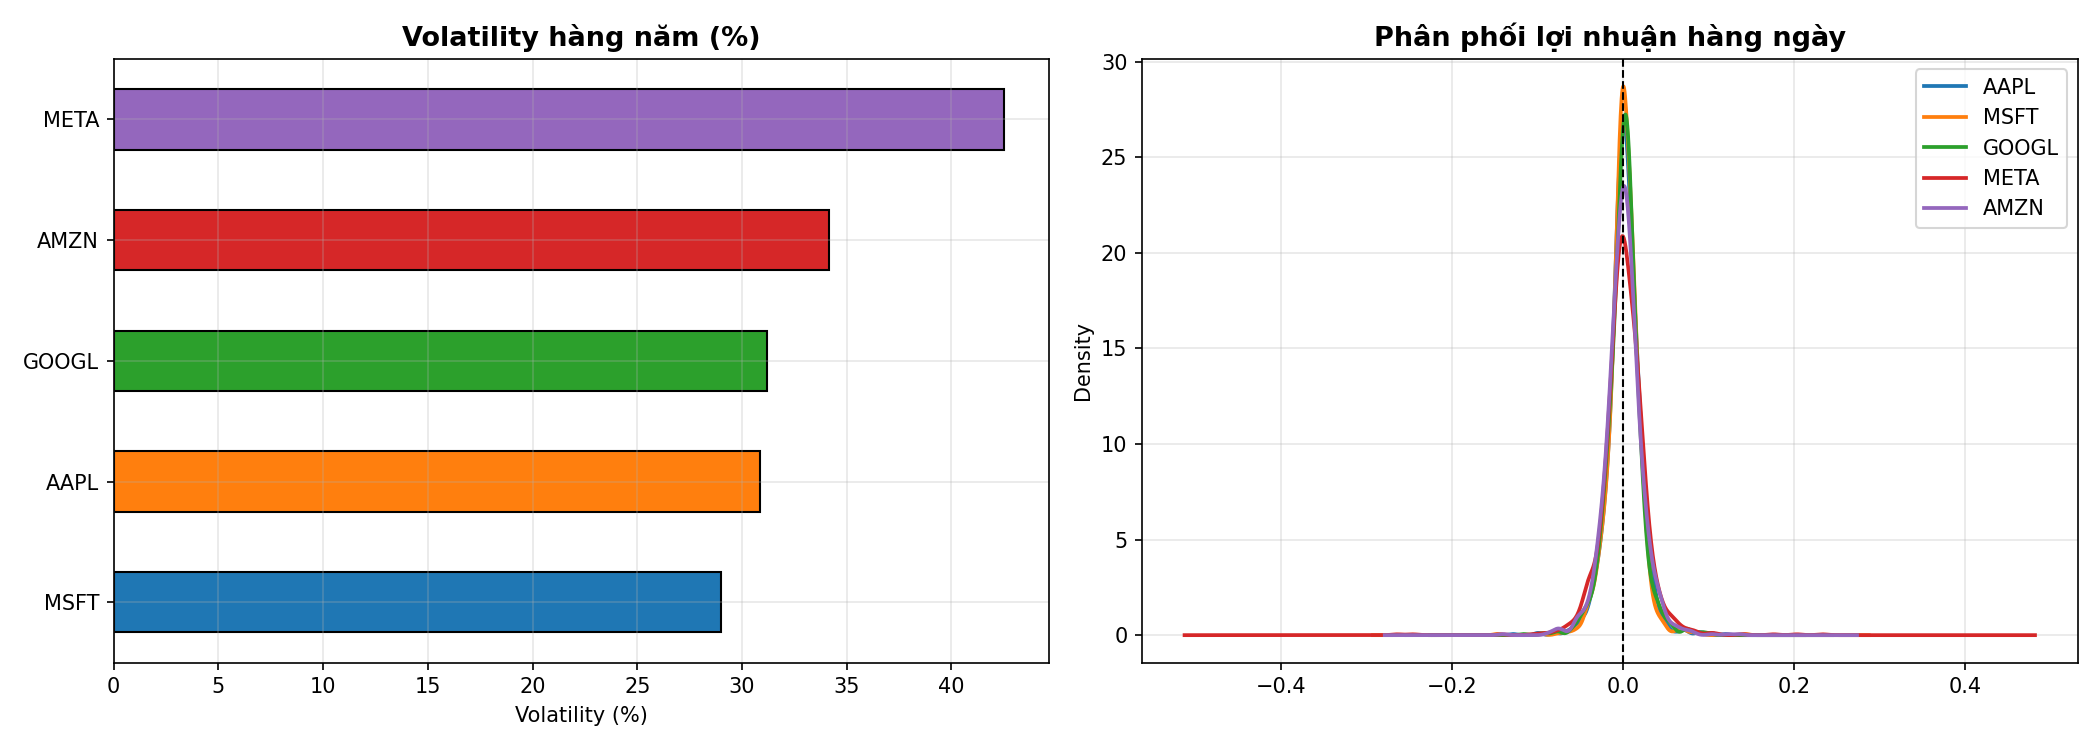 Volatility hàng năm (%)
META
AMZN
GOOGL
AAPL
MSFT
0 5 10 15 20 25 30 35 40
Volatility (%)
Phân phối lợi nhuận hàng ngày
30
25
20
15
10
5
0
Density
−0.4 −0.2 0.0 0.2 0.4
AAPL
MSFT
GOOGL
META
AMZN